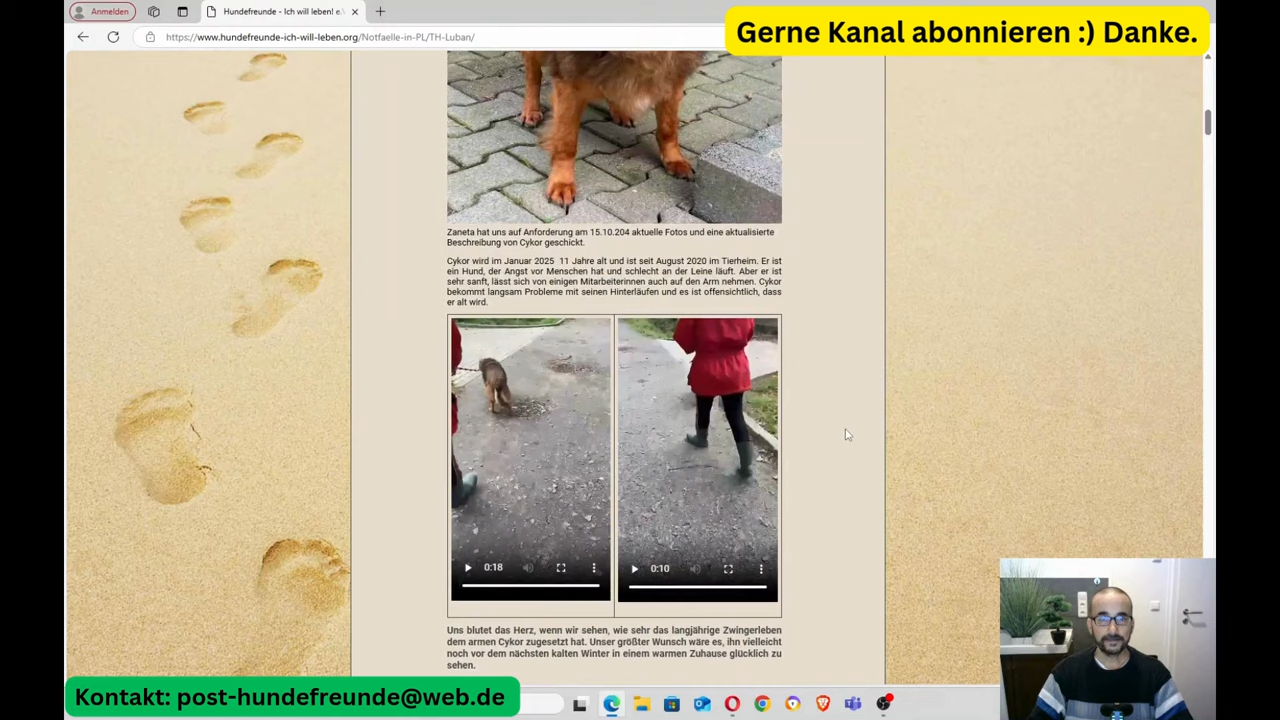 Anmelden
Hundefreunde - Ich will leben! e.V.
https://www.hundefreunde-ich-will-leben.org/Notfaelle-in-PL/TH-Luban/
Gerne Kanal abonnieren :) Danke.
Zaneta hat uns auf Anforderung am 15.10.204 aktuelle Fotos und eine aktualisierte
Beschreibung von Cykor geschickt.
Cykor wird im Januar 2025 11 Jahre alt und ist seit August 2020 im Tierheim. Er ist
ein Hund, der Angst vor Menschen hat und schlecht an der Leine läuft. Aber er ist
sehr sanft, lässt sich von einigen Mitarbeiterinnen auch auf den Arm nehmen. Cykor
bekommt langsam Probleme mit seinen Hinterläufen und es ist offensichtlich, dass
er alt wird.
0:18
0:10
Uns blutet das Herz, wenn wir sehen, wie sehr das langjährige Zwingerleben
dem armen Cykor zugesetzt hat. Unser größter Wunsch wäre es, ihn vielleicht
noch vor dem nächsten kalten Winter in einem warmen Zuhause glücklich zu
sehen.
Kontakt: post-hundefreunde@web.de